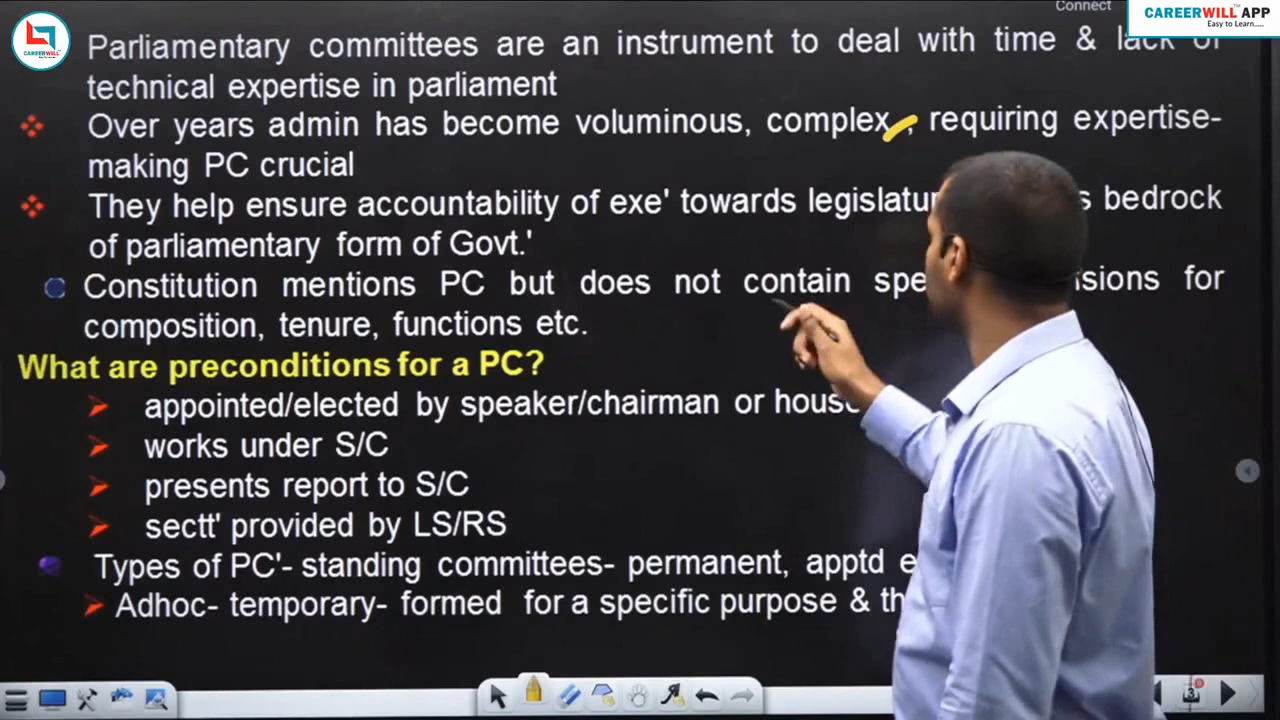 Connect
CAREERWILL APP
Easy to Learn.....
CAREERWILL
Parliamentary committees are an instrument to deal with time & lack of
technical expertise in parliament
Over years admin has become voluminous, complex , requiring expertise-
making PC crucial
They help ensure accountability of exe' towards bedrock
of parliamentary form of Govt.'
Constitution mentions PC but does not contain for
composition, tenure, functions etc.
What are preconditions for a PC?
appointed/elected by speaker/chairman or house
works under S/C
presents report to S/C
sectt' provided by LS/RS
Types of PC'- standing committees- permanent, apptd
Adhoc- temporary- formed for a specific purpose &